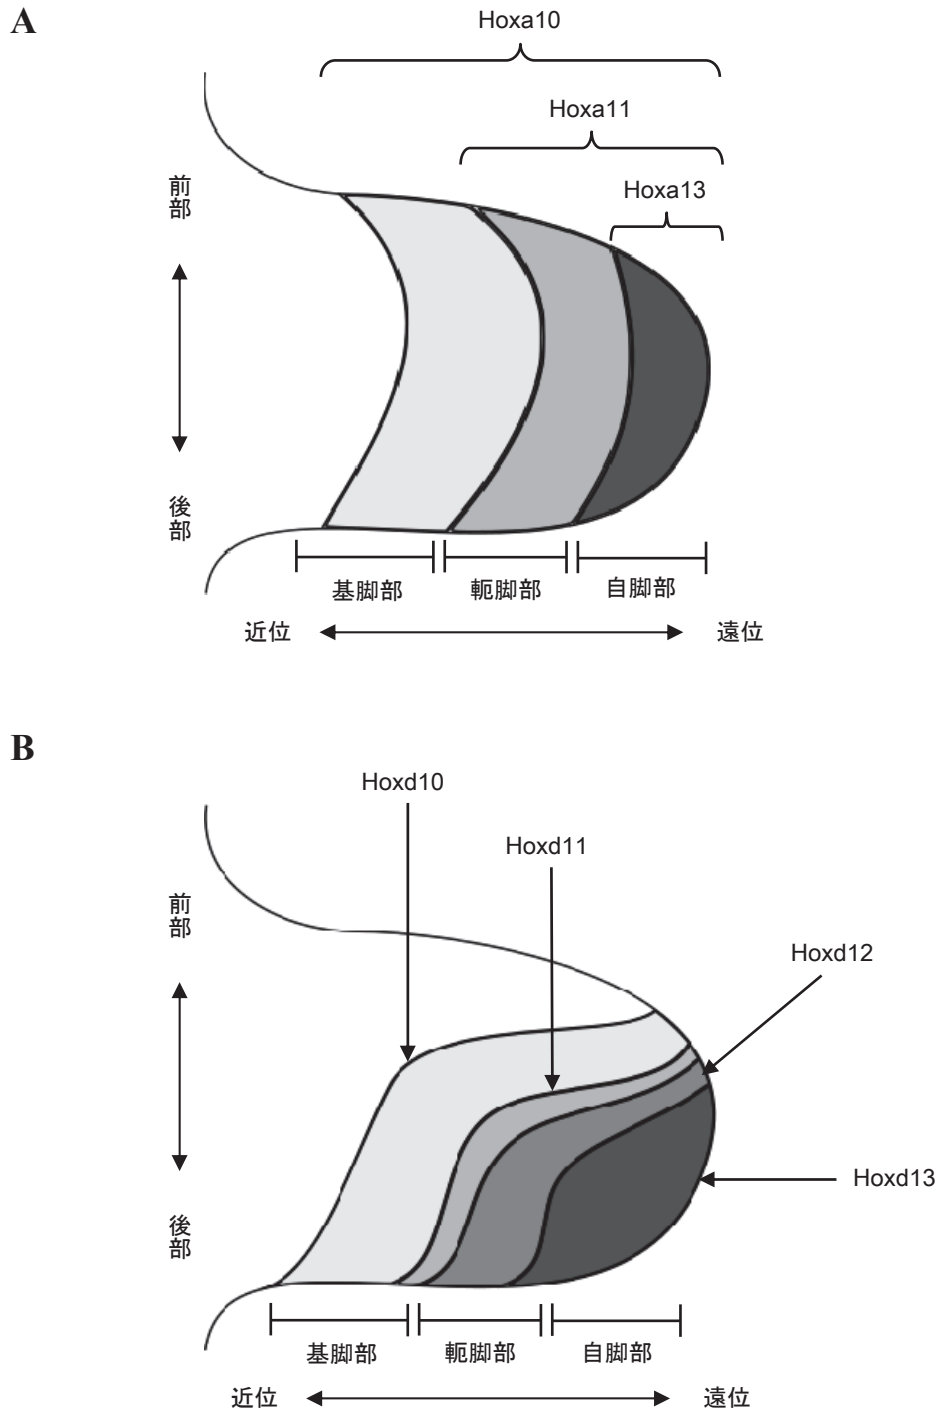 A
Hoxa10
Hoxa11
Hoxa13
前部
後部
基脚部
軛脚部
自脚部
近位
遠位
B
Hoxd10
Hoxd11
Hoxd12
前部
Hoxd13
後部
基脚部
軛脚部
自脚部
近位
遠位